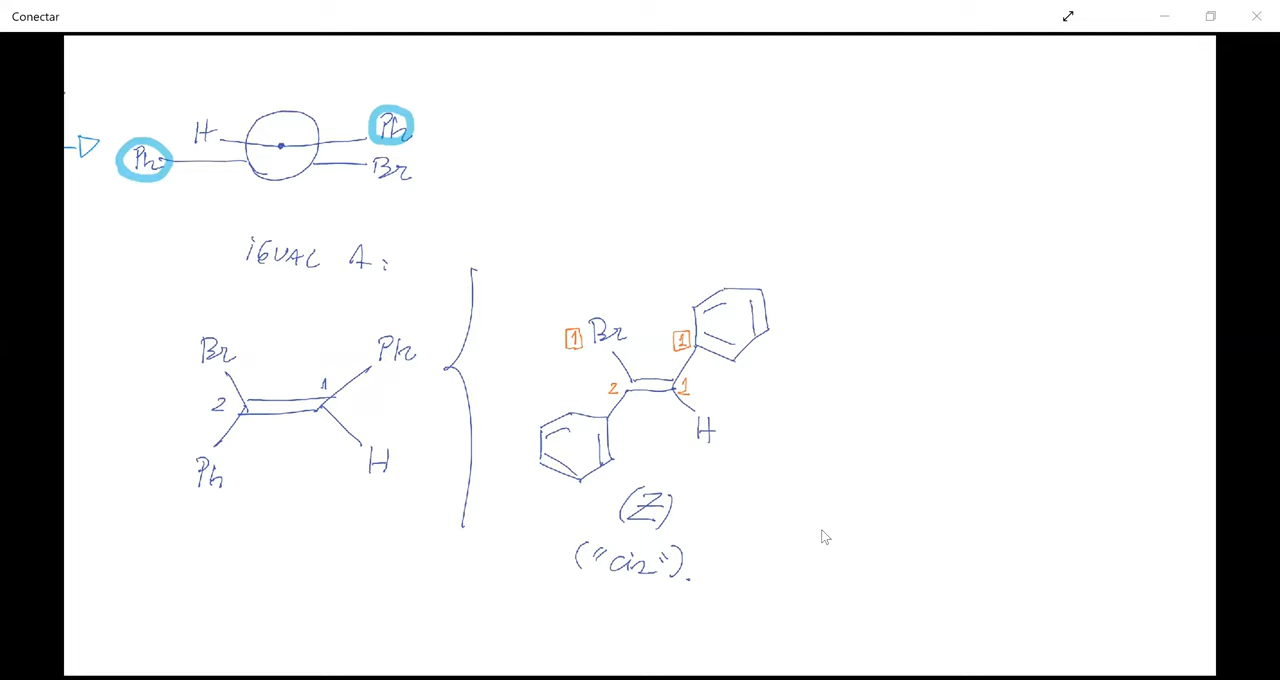 Conectar
H Ph
Ph Br
iGUAL A:
Br Ph
2 1
Ph H
1 Br 1
2 1
H
(Z)
("cis").